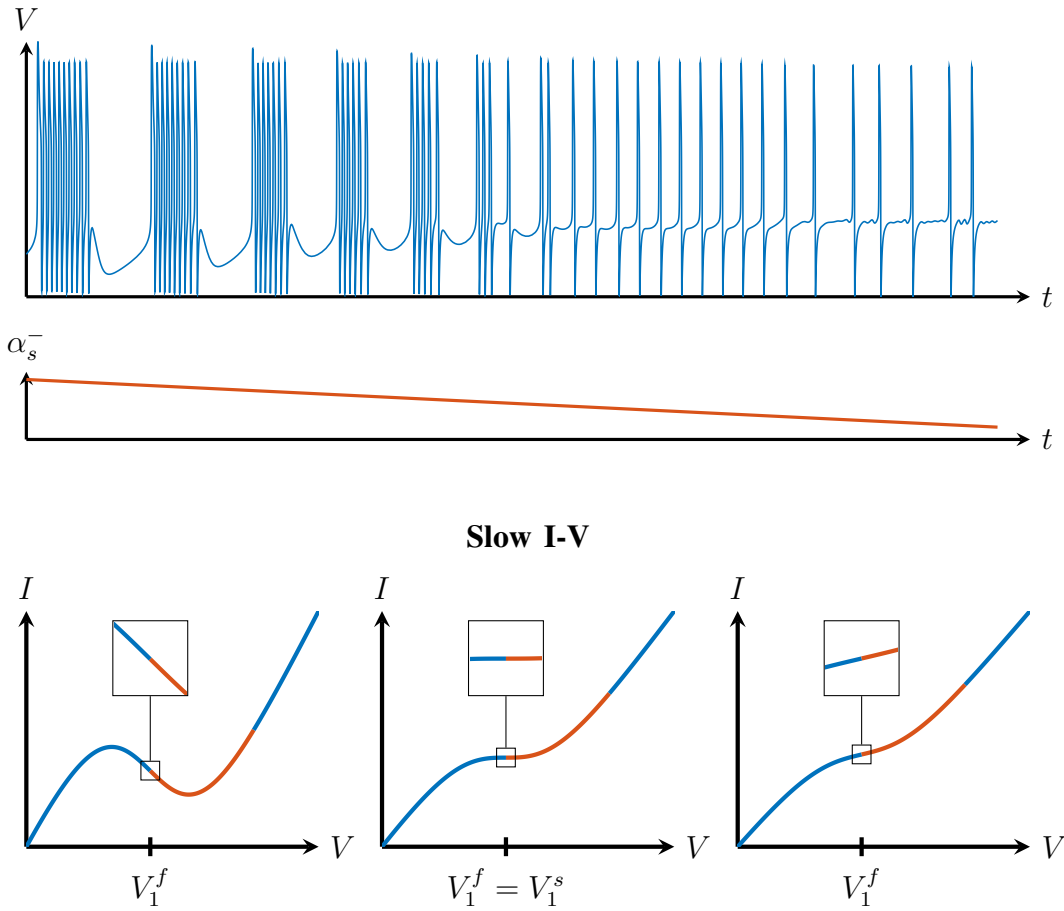 V
t
α_s^-
t
Slow I-V
I I I
V V V
V_1^f V_1^f = V_1^s V_1^f